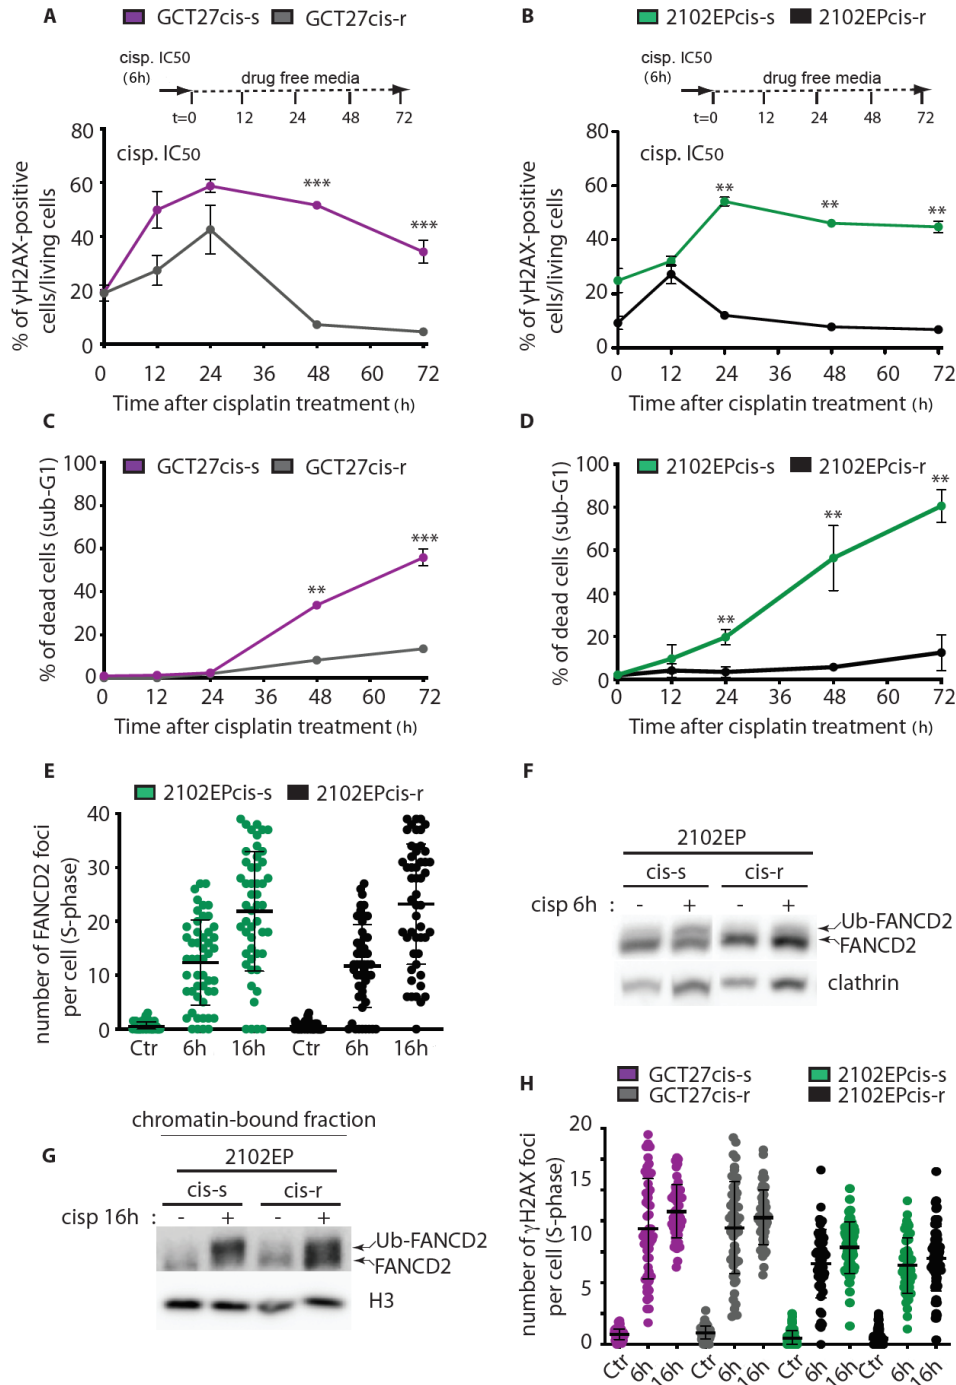 A
GCT27cis-s GCT27cis-r
cisp. IC50
(6h)
drug free media
t=0 12 24 48 72
80
60
40
20
0
cisp. IC50
***
***
% of γH2AX-positive
cells/living cells
0 12 24 36 48 60 72
Time after cisplatin treatment (h)
B
2102EPcis-s 2102EPcis-r
cisp. IC50
(6h)
drug free media
t=0 12 24 48 72
80
60
40
20
0
cisp. IC50
**
**
**
% of γH2AX-positive
cells/living cells
0 12 24 36 48 60 72
Time after cisplatin treatment (h)
C
GCT27cis-s GCT27cis-r
100
80
60
40
20
0
***
**
% of dead cells (sub-G1)
0 12 24 36 48 60 72
Time after cisplatin treatment (h)
D
2102EPcis-s 2102EPcis-r
100
80
60
40
20
0
**
**
**
% of dead cells (sub-G1)
0 12 24 36 48 60 72
Time after cisplatin treatment (h)
E
2102EPcis-s 2102EPcis-r
40
30
20
10
0
number of FANCD2 foci
per cell (S-phase)
Ctr 6h 16h Ctr 6h 16h
F
2102EP
cis-s cis-r
cisp 6h : - + - +
Ub-FANCD2
FANCD2
clathrin
G
chromatin-bound fraction
2102EP
cis-s cis-r
cisp 16h : - + - +
Ub-FANCD2
FANCD2
H3
H
GCT27cis-s 2102EPcis-s
GCT27cis-r 2102EPcis-r
20
15
10
5
0
number of γH2AX foci
per cell (S-phase)
Ctr 6h 16h Ctr 6h 16h Ctr 6h 16h Ctr 6h 16h